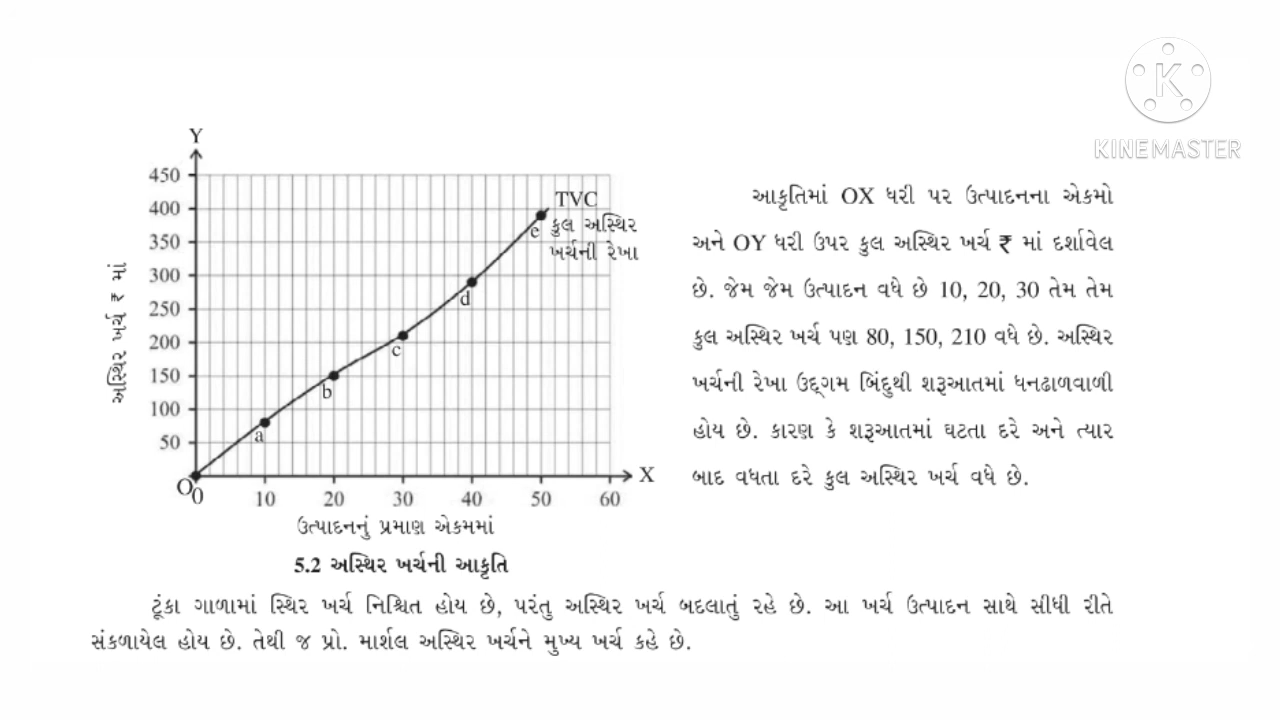 KINEMASTER
Y
450
400
350
300
250
200
150
100
50
O
0
10
20
30
40
50
60
X
TVC
કુલ અસ્થિર
ખર્ચની રેખા
a
b
c
d
e
અસ્થિર ખર્ચ ₹ માં
ઉત્પાદનનું પ્રમાણ એકમમાં
5.2 અસ્થિર ખર્ચની આકૃતિ
આકૃતિમાં OX ધરી પર ઉત્પાદનના એકમો
અને OY ધરી ઉપર કુલ અસ્થિર ખર્ચ ₹ માં દર્શાવેલ
છે. જેમ જેમ ઉત્પાદન વધે છે 10, 20, 30 તેમ તેમ
કુલ અસ્થિર ખર્ચ પણ 80, 150, 210 વધે છે. અસ્થિર
ખર્ચની રેખા ઉદ્ગમ બિંદુથી શરૂઆતમાં ધનઢાળવાળી
હોય છે. કારણ કે શરૂઆતમાં ઘટતા દરે અને ત્યાર
બાદ વધતા દરે કુલ અસ્થિર ખર્ચ વધે છે.
ટૂંકા ગાળામાં સ્થિર ખર્ચ નિશ્ચિત હોય છે, પરંતુ અસ્થિર ખર્ચ બદલાતું રહે છે. આ ખર્ચ ઉત્પાદન સાથે સીધી રીતે
સંકળાયેલ હોય છે. તેથી જ પ્રો. માર્શલ અસ્થિર ખર્ચને મુખ્ય ખર્ચ કહે છે.